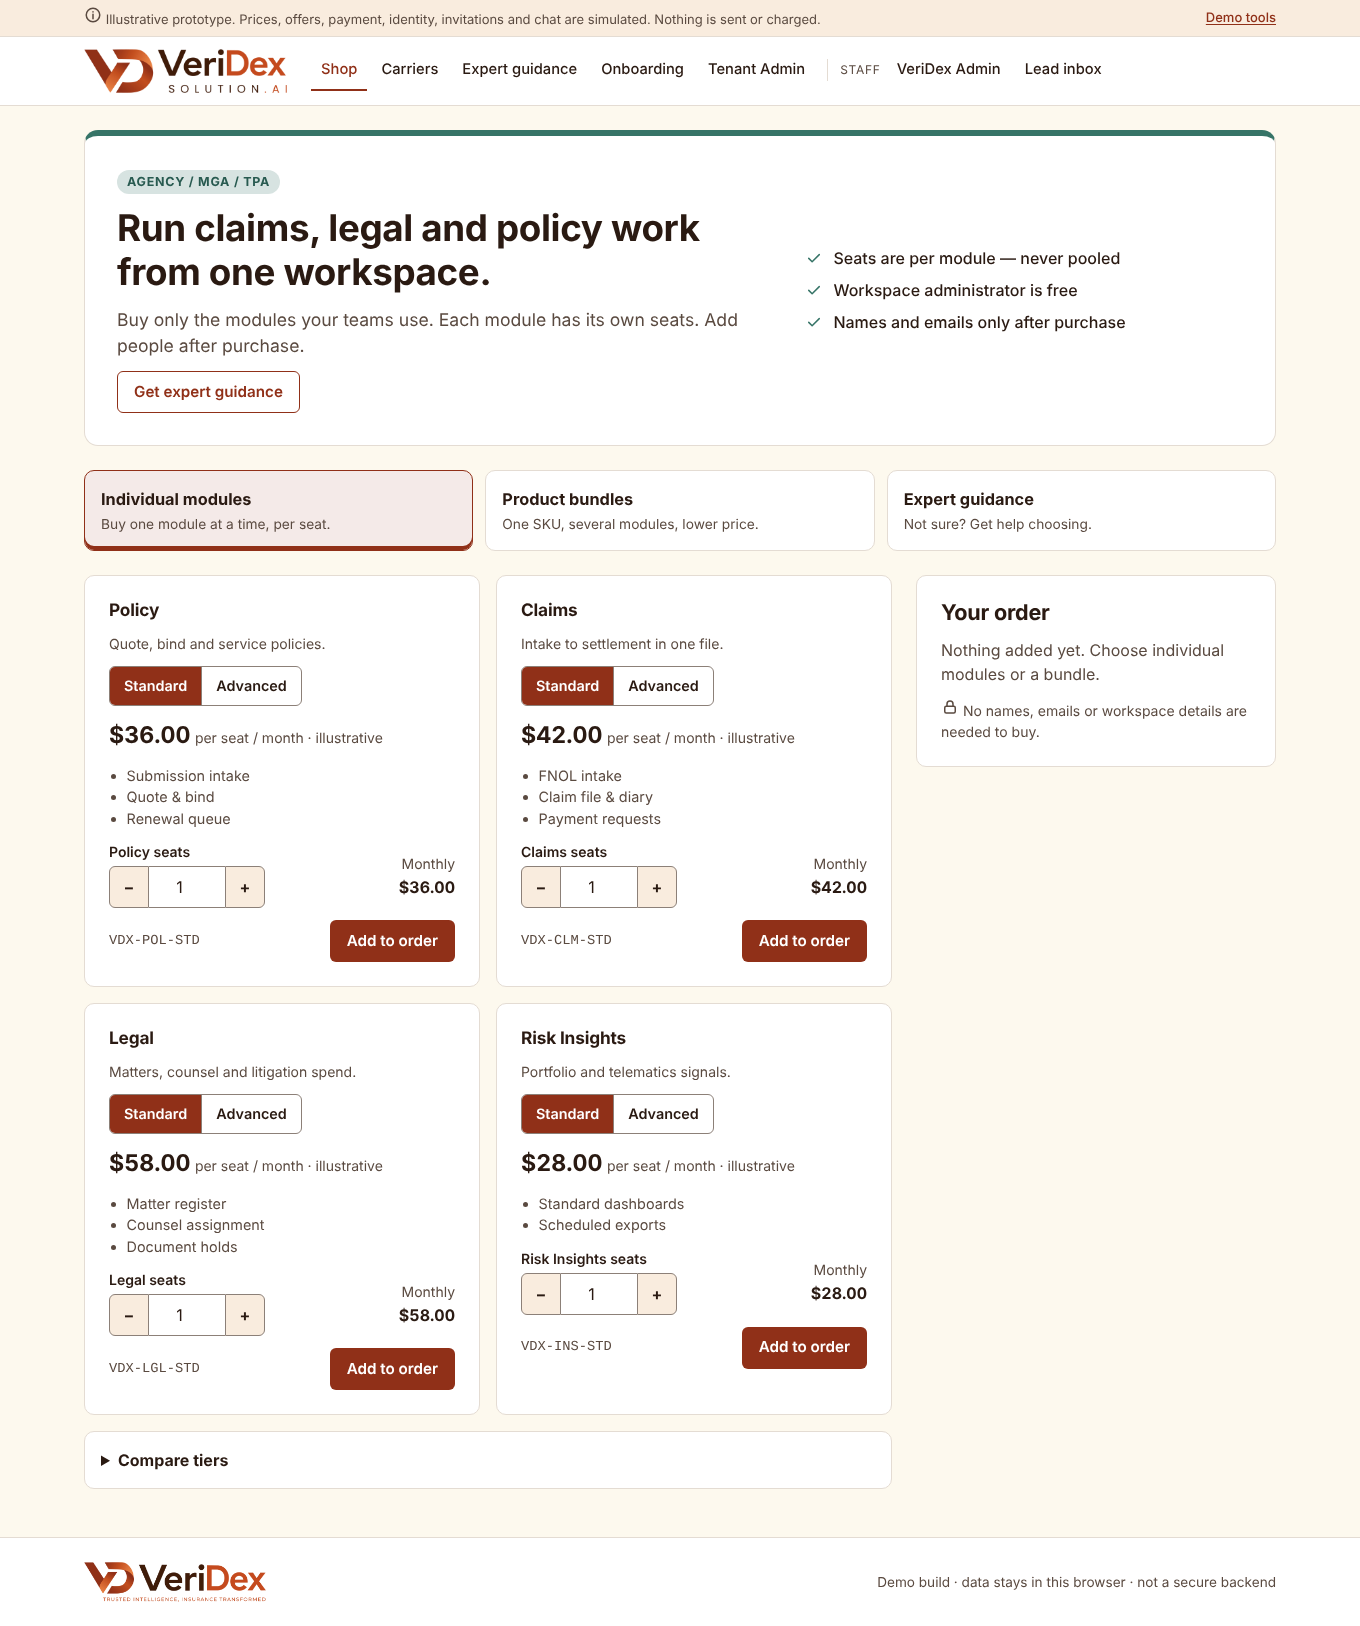 Illustrative prototype. Prices, offers, payment, identity, invitations and chat are simulated. Nothing is sent or charged.
Demo tools
VeriDex
SOLUTION.AI
Shop
Carriers
Expert guidance
Onboarding
Tenant Admin
STAFF
VeriDex Admin
Lead inbox
AGENCY / MGA / TPA
Run claims, legal and policy work
from one workspace.
Buy only the modules your teams use. Each module has its own seats. Add
people after purchase.
Get expert guidance
Seats are per module — never pooled
Workspace administrator is free
Names and emails only after purchase
Individual modules
Buy one module at a time, per seat.
Product bundles
One SKU, several modules, lower price.
Expert guidance
Not sure? Get help choosing.
Policy
Quote, bind and service policies.
Standard
Advanced
$36.00 per seat / month · illustrative
• Submission intake
• Quote & bind
• Renewal queue
Policy seats
− 1 +
Monthly
$36.00
VDX-POL-STD
Add to order
Claims
Intake to settlement in one file.
Standard
Advanced
$42.00 per seat / month · illustrative
• FNOL intake
• Claim file & diary
• Payment requests
Claims seats
− 1 +
Monthly
$42.00
VDX-CLM-STD
Add to order
Your order
Nothing added yet. Choose individual
modules or a bundle.
No names, emails or workspace details are
needed to buy.
Legal
Matters, counsel and litigation spend.
Standard
Advanced
$58.00 per seat / month · illustrative
• Matter register
• Counsel assignment
• Document holds
Legal seats
− 1 +
Monthly
$58.00
VDX-LGL-STD
Add to order
Risk Insights
Portfolio and telematics signals.
Standard
Advanced
$28.00 per seat / month · illustrative
• Standard dashboards
• Scheduled exports
Risk Insights seats
− 1 +
Monthly
$28.00
VDX-INS-STD
Add to order
Compare tiers
VeriDex
TRUSTED INTELLIGENCE, INSURANCE TRANSFORMED
Demo build · data stays in this browser · not a secure backend